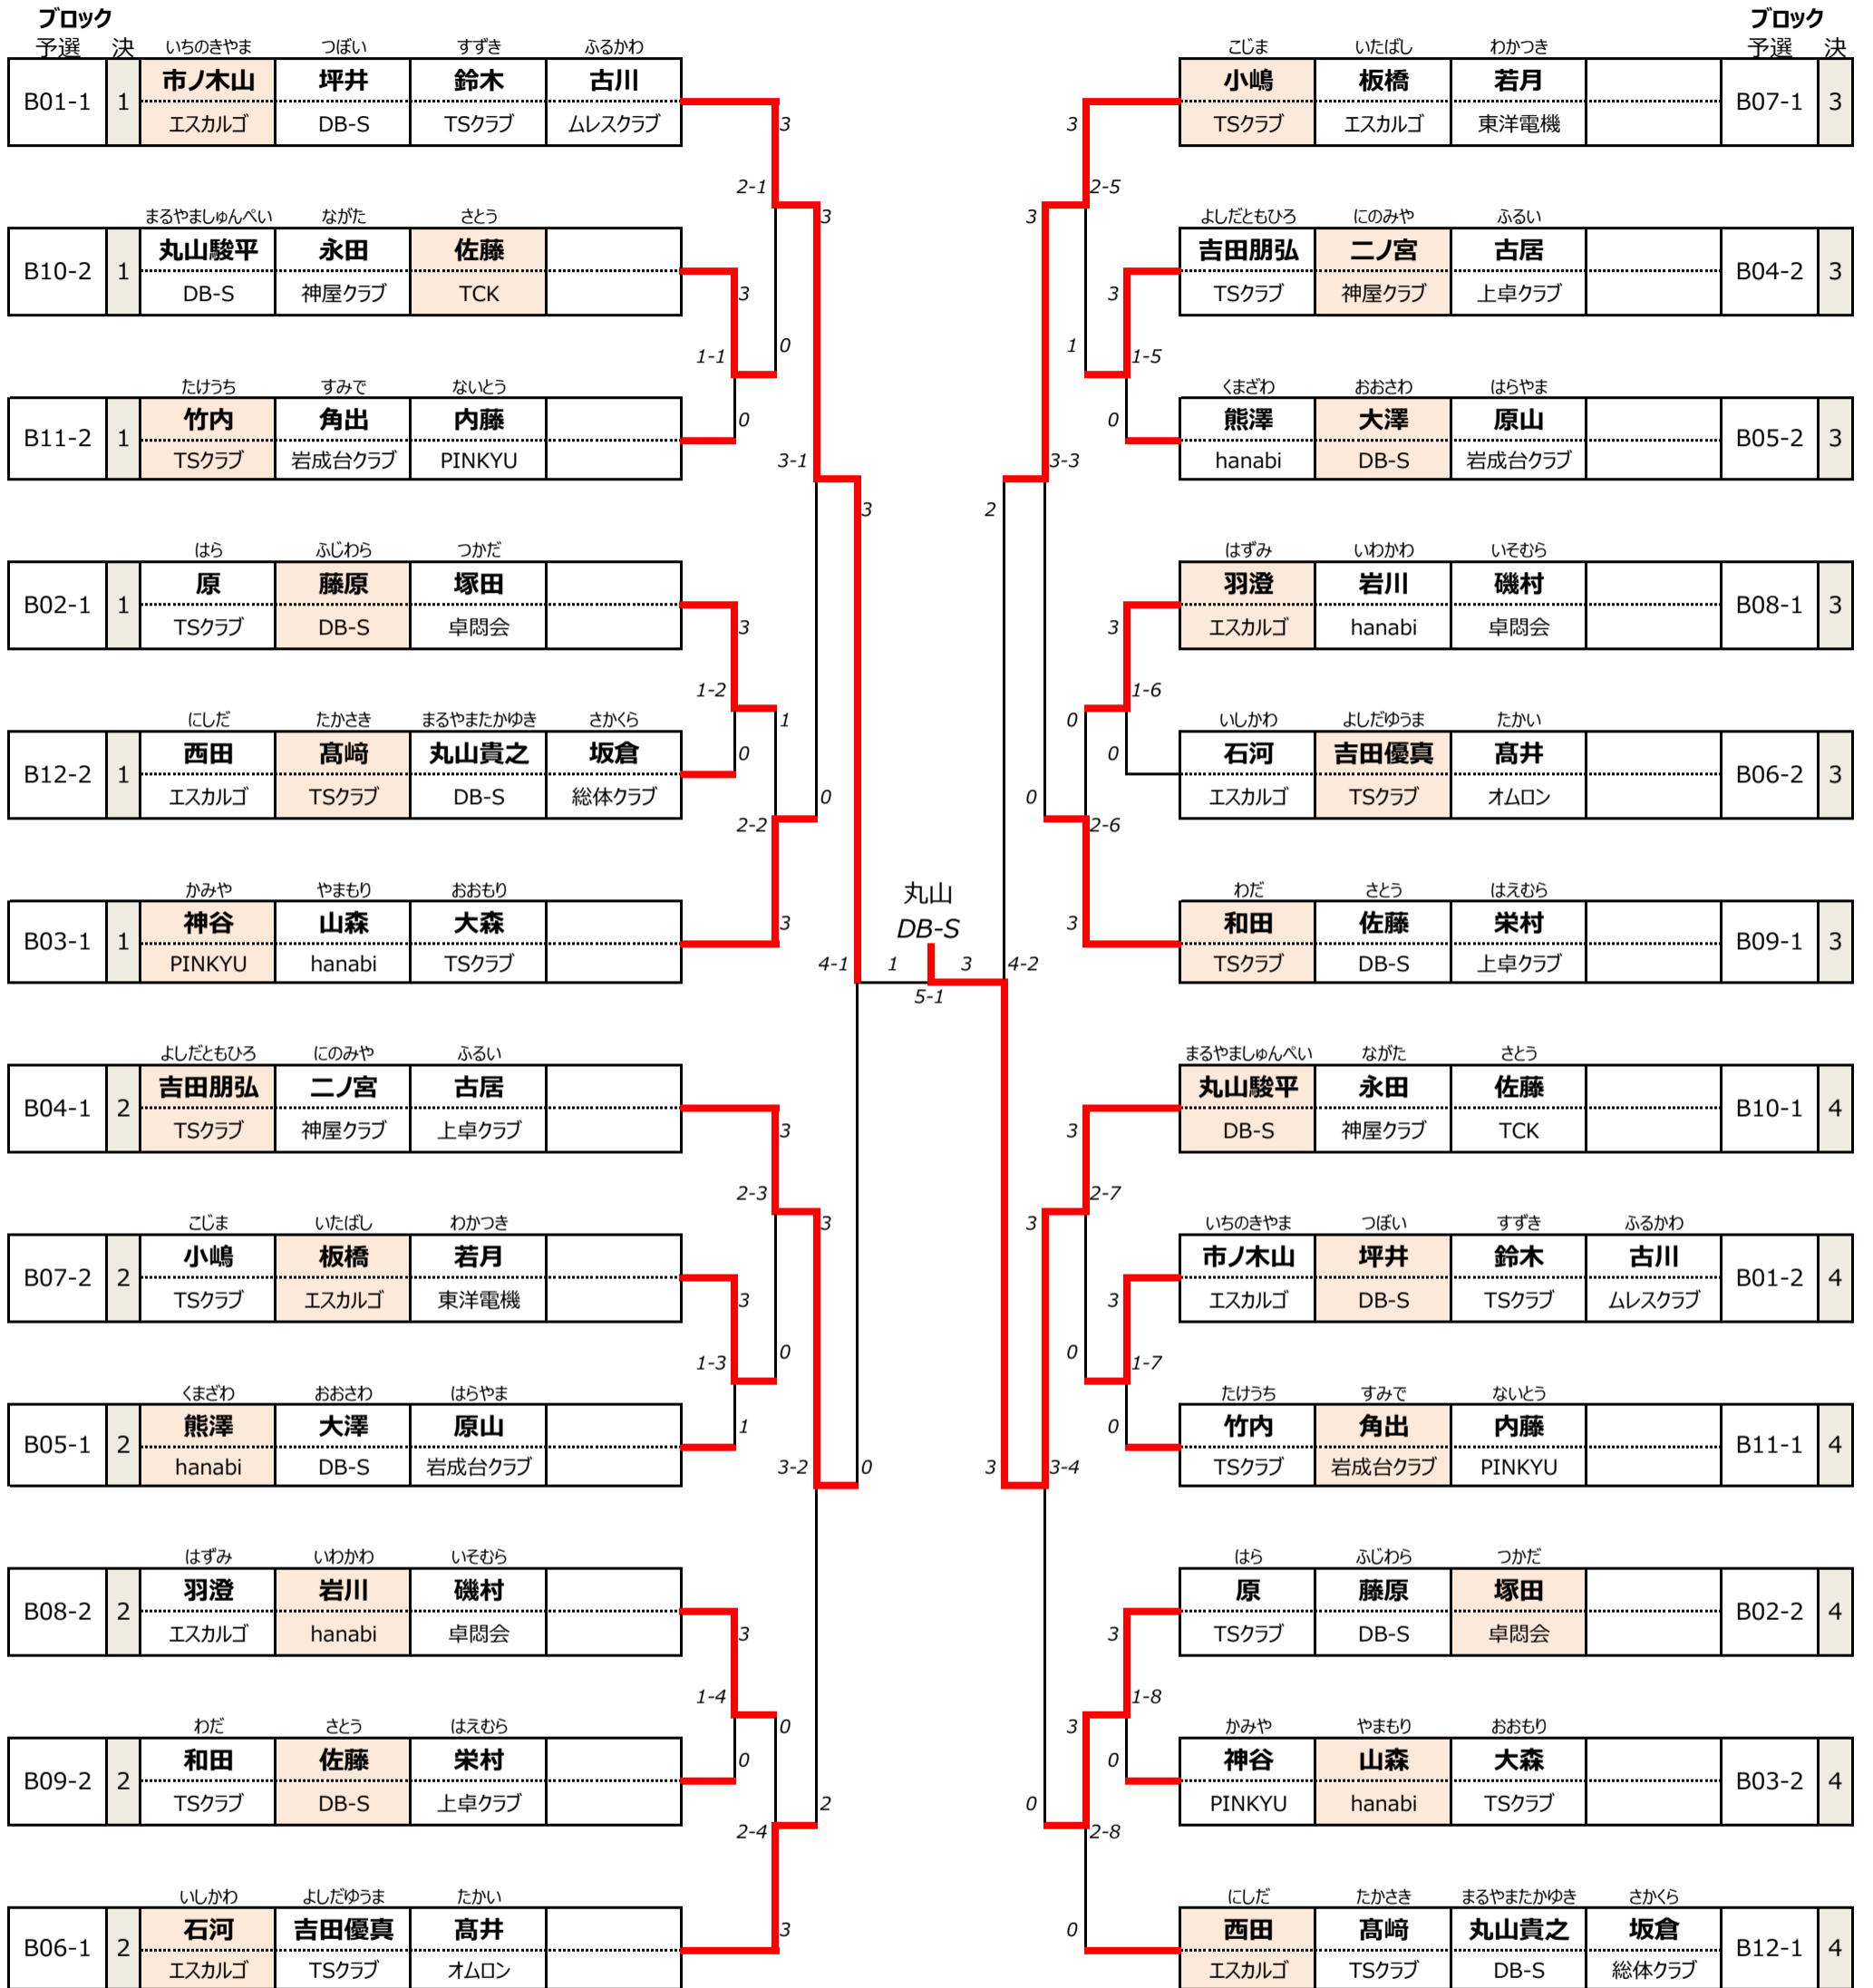 ブロック
予選 決 いちのきやま つぼい すずき ふるかわ
B01-1 1 市ノ木山 坪井 鈴木 古川
エスカルゴ DB-S TSクラブ ムレスクラブ
3
2-1
3
まるやましゅんぺい ながた さとう
B10-2 1 丸山駿平 永田 佐藤
DB-S 神屋クラブ TCK
3
1-1
0
たけうち すみで ないとう
B11-2 1 竹内 角出 内藤
TSクラブ 岩成台クラブ PINKYU
0
3-1
3
はら ふじわら つかだ
B02-1 1 原 藤原 塚田
TSクラブ DB-S 卓悶会
3
1-2
1
にしだ たかさき まるやまたかゆき さかくら
B12-2 1 西田 髙﨑 丸山貴之 坂倉
エスカルゴ TSクラブ DB-S 総体クラブ
0
0
2-2
かみや やまもり おおもり
B03-1 1 神谷 山森 大森
PINKYU hanabi TSクラブ
3
4-1
よしだともひろ にのみや ふるい
B04-1 2 吉田朋弘 二ノ宮 古居
TSクラブ 神屋クラブ 上卓クラブ
3
2-3
3
こじま いたばし わかつき
B07-2 2 小嶋 板橋 若月
TSクラブ エスカルゴ 東洋電機
3
1-3
0
くまざわ おおさわ はらやま
B05-1 2 熊澤 大澤 原山
hanabi DB-S 岩成台クラブ
1
3-2
0
はずみ いわかわ いそむら
B08-2 2 羽澄 岩川 磯村
エスカルゴ hanabi 卓悶会
3
1-4
0
わだ さとう はえむら
B09-2 2 和田 佐藤 栄村
TSクラブ DB-S 上卓クラブ
0
2
2-4
いしかわ よしだゆうま たかい
B06-1 2 石河 吉田優真 髙井
エスカルゴ TSクラブ オムロン
3
丸山
DB-S
1 3
5-1
ブロック
こじま いたばし わかつき 予選 決
小嶋 板橋 若月 B07-1 3
TSクラブ エスカルゴ 東洋電機
3
2-5
3
よしだともひろ にのみや ふるい
吉田朋弘 二ノ宮 古居 B04-2 3
TSクラブ 神屋クラブ 上卓クラブ
3
1
1-5
くまざわ おおさわ はらやま
熊澤 大澤 原山 B05-2 3
hanabi DB-S 岩成台クラブ
0
3-3
2
はずみ いわかわ いそむら
羽澄 岩川 磯村 B08-1 3
エスカルゴ hanabi 卓悶会
3
1-6
0
いしかわ よしだゆうま たかい
石河 吉田優真 髙井 B06-2 3
エスカルゴ TSクラブ オムロン
0
0
2-6
わだ さとう はえむら
和田 佐藤 栄村 B09-1 3
TSクラブ DB-S 上卓クラブ
3
4-2
まるやましゅんぺい ながた さとう
丸山駿平 永田 佐藤 B10-1 4
DB-S 神屋クラブ TCK
3
2-7
3
いちのきやま つぼい すずき ふるかわ
市ノ木山 坪井 鈴木 古川 B01-2 4
エスカルゴ DB-S TSクラブ ムレスクラブ
3
0
1-7
たけうち すみで ないとう
竹内 角出 内藤 B11-1 4
TSクラブ 岩成台クラブ PINKYU
0
3
3-4
はら ふじわら つかだ
原 藤原 塚田 B02-2 4
TSクラブ DB-S 卓悶会
3
1-8
3
かみや やまもり おおもり
神谷 山森 大森 B03-2 4
PINKYU hanabi TSクラブ
0
0
2-8
にしだ たかさき まるやまたかゆき さかくら
西田 髙﨑 丸山貴之 坂倉 B12-1 4
エスカルゴ TSクラブ DB-S 総体クラブ
0